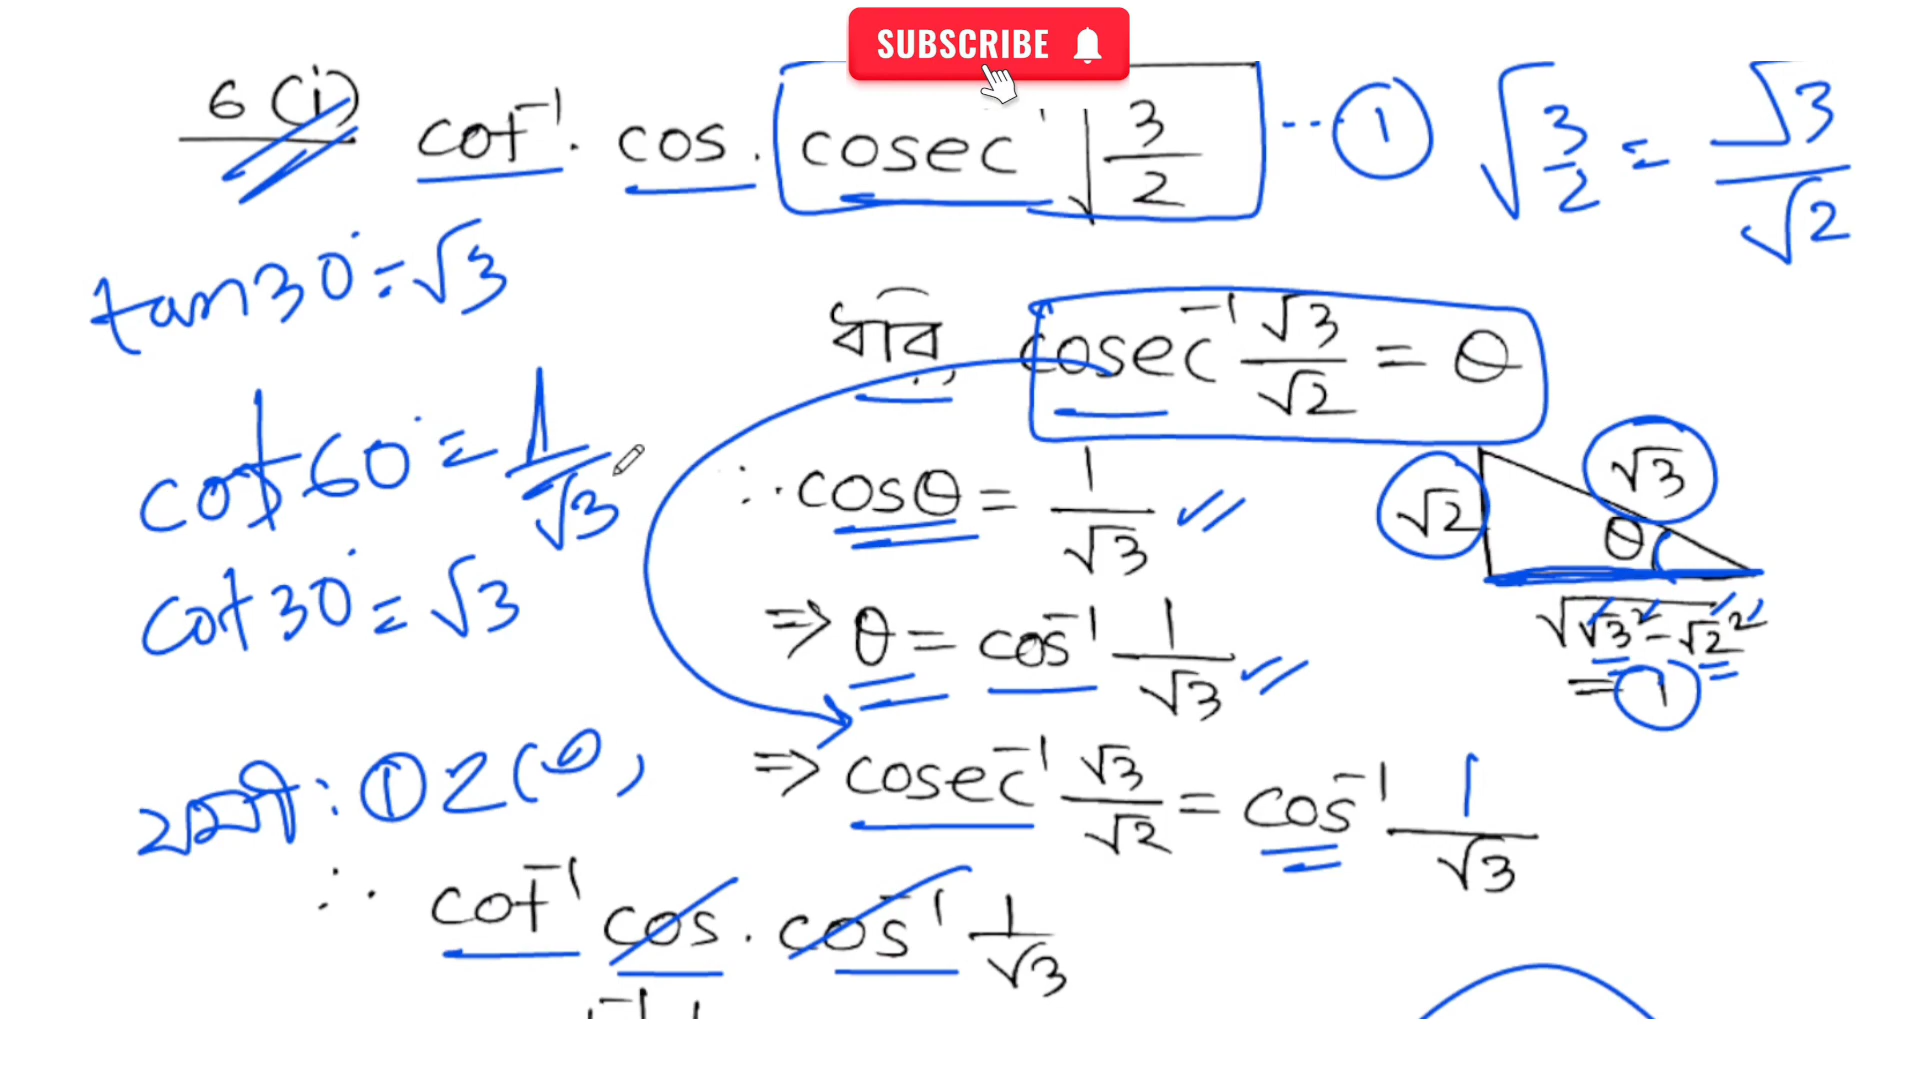 SUBSCRIBE
6 (i) cot⁻¹ . cos . cosec⁻¹ √(3/2) ... ① √(3/2) = √3/√2
tan30° = √3
ধরি, cosec⁻¹ √3/√2 = θ
cot60° = 1/√3
∴ cosθ = 1/√3
√2 √3 θ
cot30° = √3
⇒ θ = cos⁻¹ 1/√3
√(√3² - √2²)
= 1
⇒ cosec⁻¹ √3/√2 = cos⁻¹ 1/√3
∴ cot⁻¹ cos . cos⁻¹ 1/√3